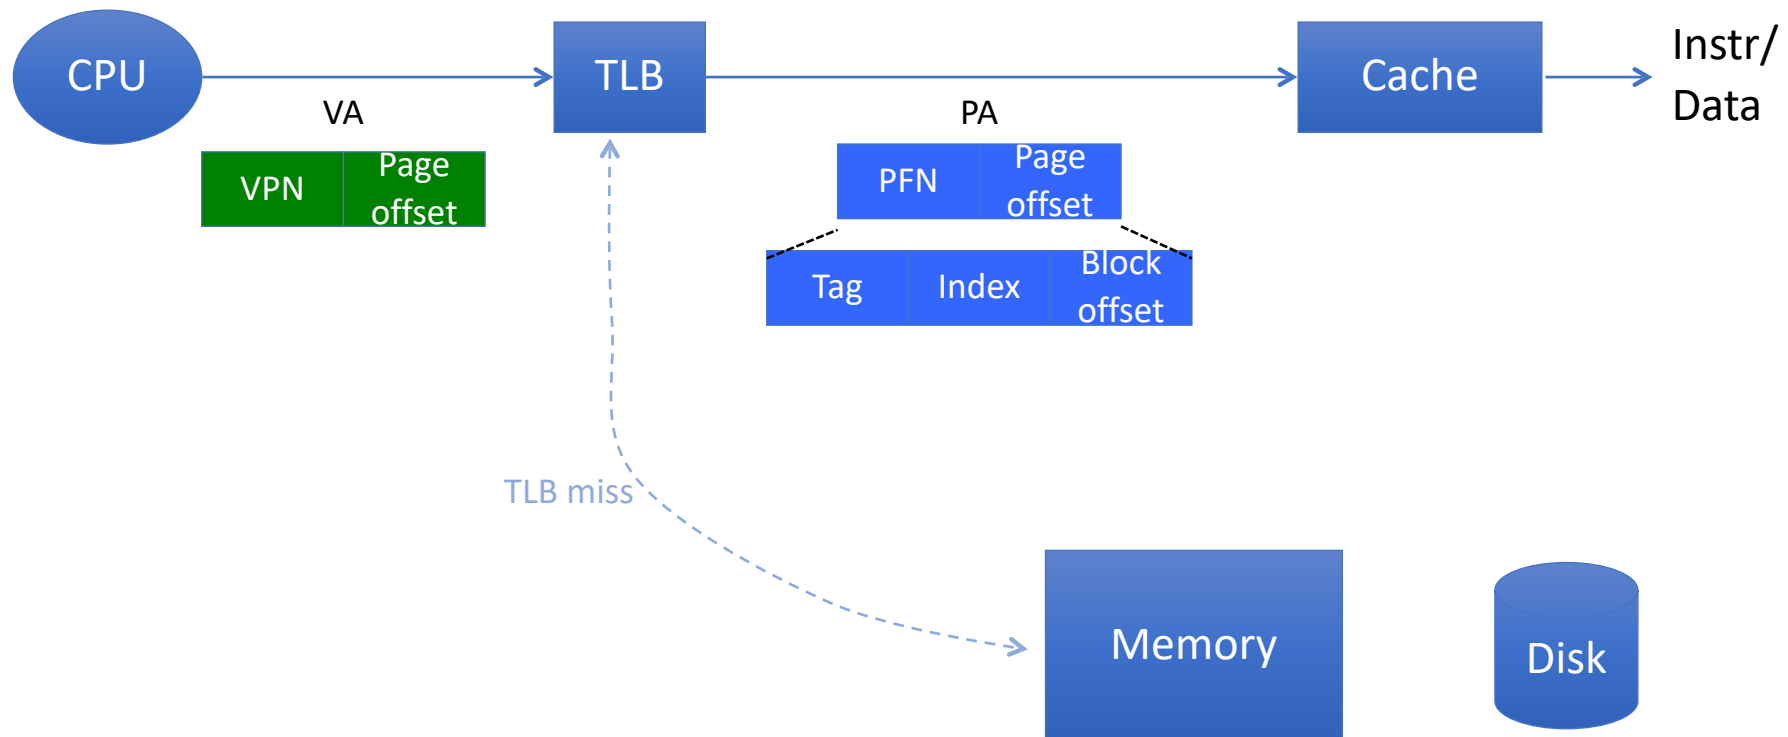 CPU
TLB
Cache
Instr/
Data
VA
PA
VPN
Page
offset
PFN
Page
offset
Tag
Index
Block
offset
TLB miss
Memory
Disk